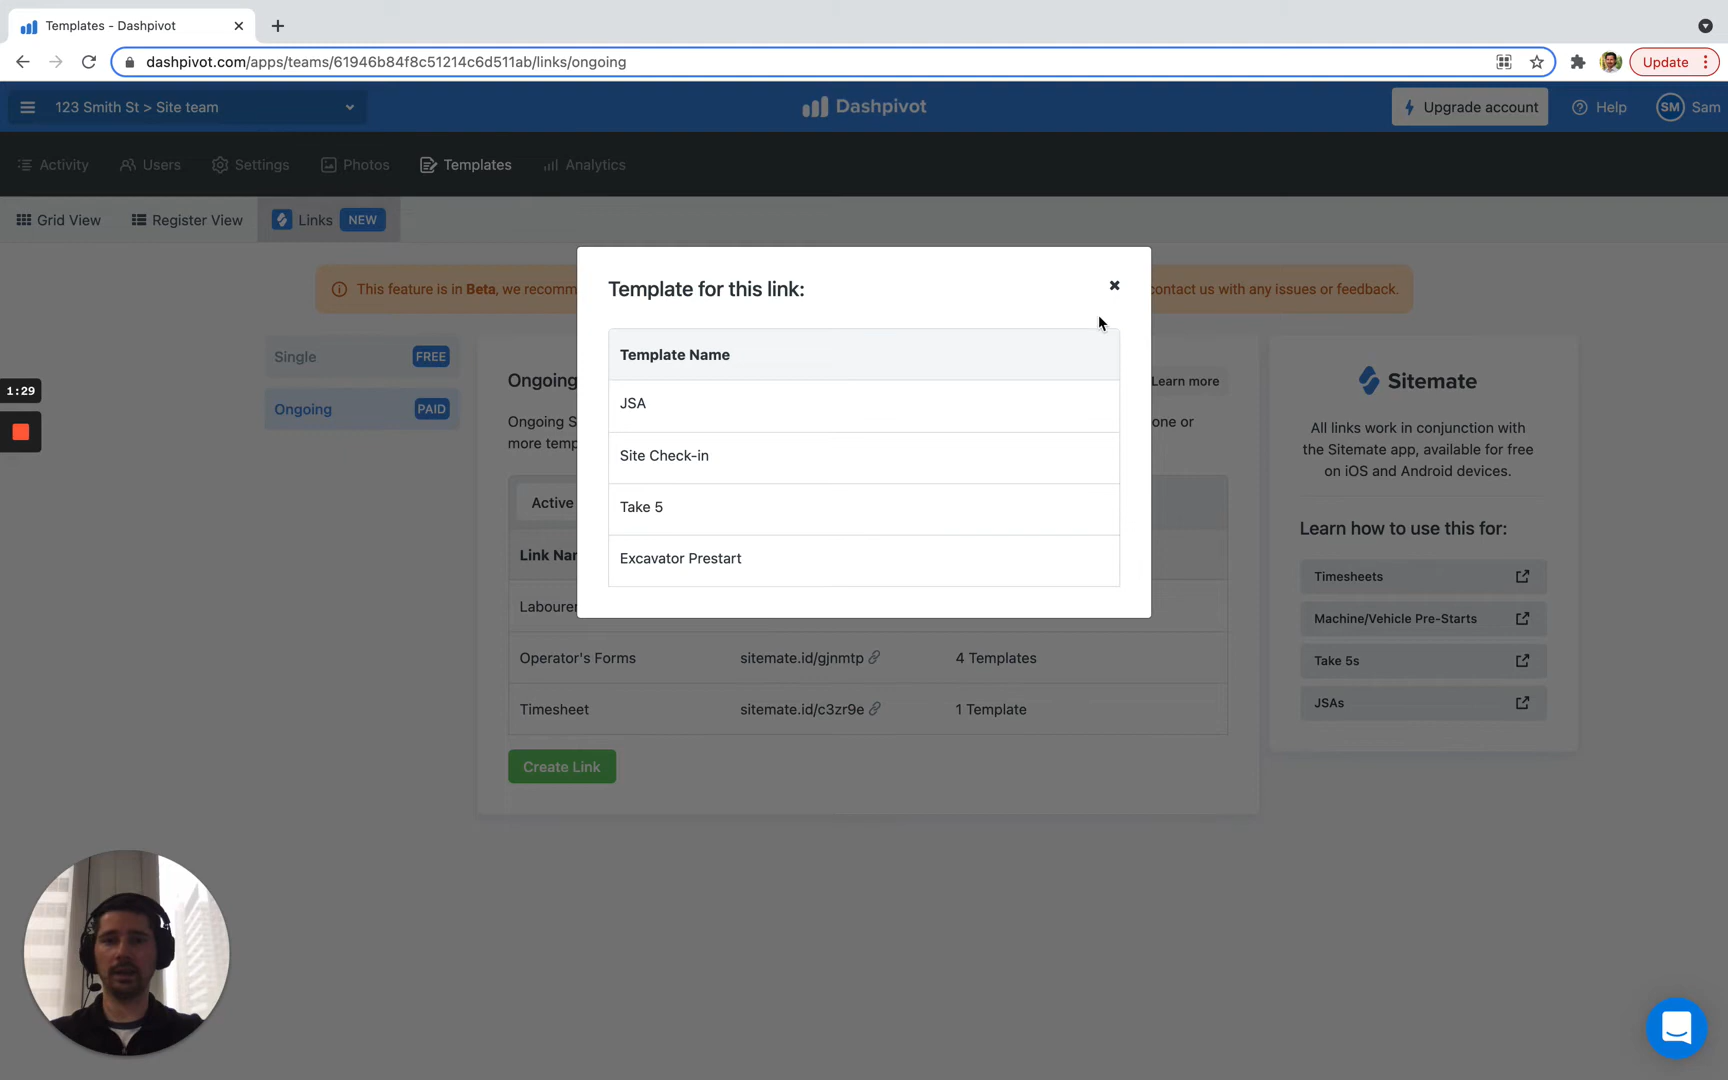 Templates - Dashpivot
dashpivot.com/apps/teams/61946b84f8c51214c6d511ab/links/ongoing
Update
123 Smith St > Site team
Dashpivot
Upgrade account
Help
SM
Sam
Activity
Users
Settings
Photos
Templates
Analytics
Grid View
Register View
Links
NEW
This feature is in Beta, we
contact us with any issues or feedback.
Template for this link:
Template Name
JSA
Site Check-in
Take 5
Excavator Prestart
1:29
Single
FREE
Ongoing
PAID
Ongoing
Learn more
Ongoing
one or
more
Active
Link
Operator's Forms
sitemate.id/gjnmtp
4 Templates
Timesheet
sitemate.id/c3zr9e
1 Template
Create Link
Sitemate
All links work in conjunction with
the Sitemate app, available for free
on iOS and Android devices.
Learn how to use this for:
Timesheets
Machine/Vehicle Pre-Starts
Take 5s
JSAs